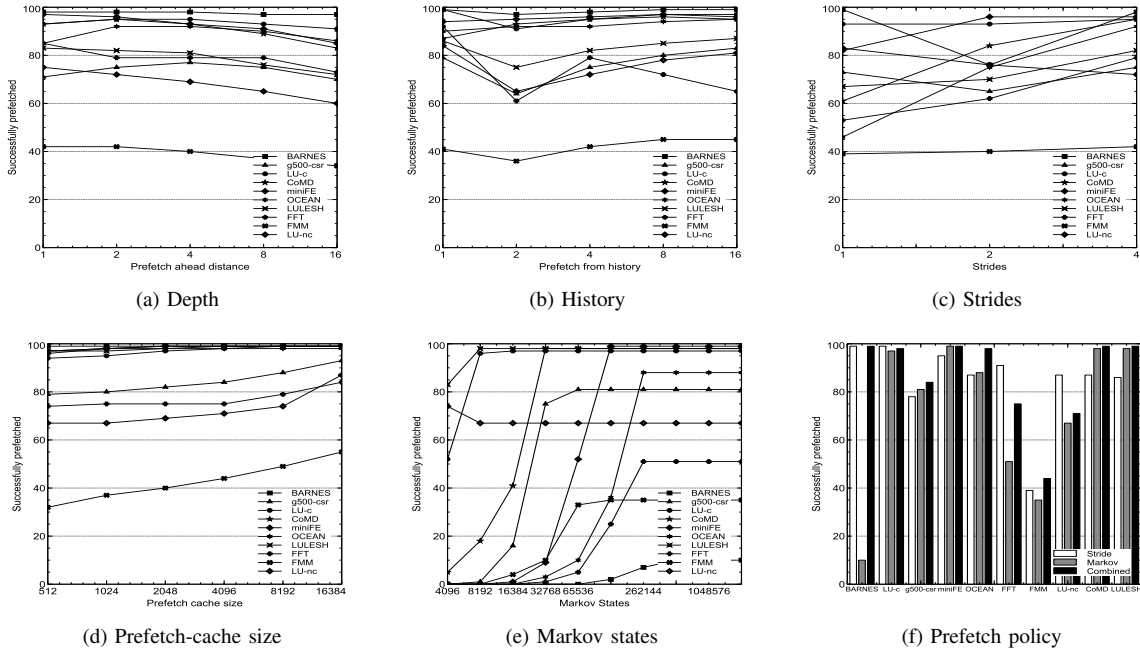 100
80
60
40
20
0
Successfully prefetched
BARNES
g500-csr
LU-c
CoMD
miniFE
OCEAN
LULESH
FFT
FMM
LU-nc
1 2 4 8 16
Prefetch ahead distance
(a) Depth
100
80
60
40
20
0
Successfully prefetched
BARNES
g500-csr
LU-c
CoMD
miniFE
OCEAN
LULESH
FFT
FMM
LU-nc
1 2 4 8 16
Prefetch from history
(b) History
100
80
60
40
20
0
Successfully prefetched
BARNES
g500-csr
LU-c
CoMD
miniFE
OCEAN
LULESH
FFT
FMM
LU-nc
1 2 4
Strides
(c) Strides
100
80
60
40
20
0
Successfully prefetched
BARNES
g500-csr
LU-c
CoMD
miniFE
OCEAN
LULESH
FFT
FMM
LU-nc
512 1024 2048 4096 8192 16384
Prefetch cache size
(d) Prefetch-cache size
100
80
60
40
20
0
Successfully prefetched
BARNES
g500-csr
LU-c
CoMD
miniFE
OCEAN
LULESH
FFT
FMM
LU-nc
4096 8192 16384 32768 65536 262144 1048576
Markov States
(e) Markov states
100
80
60
40
20
0
Successfully prefetched
Stride
Markov
Combined
BARNES LU-c g500-csr miniFE OCEAN FFT FMM LU-nc CoMD LULESH
(f) Prefetch policy